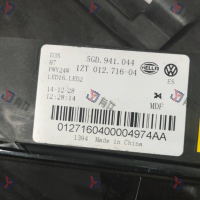 D3S 5GD.941.044
H7 1ZT 012.716-04
PWY24W HELLA
LED16.LED2 ES
14-12-28
12:29:14 MDF
0127160400004974AA
1304 Made in China